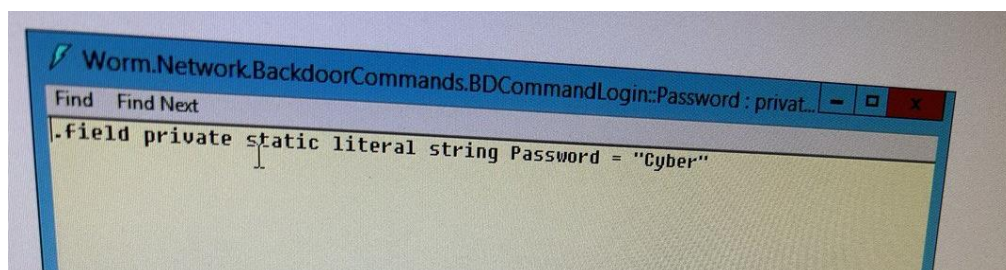 Worm.Network.BackdoorCommands.BDCommandLogin::Password : privat...
Find Find Next
.field private static literal string Password = "Cyber"